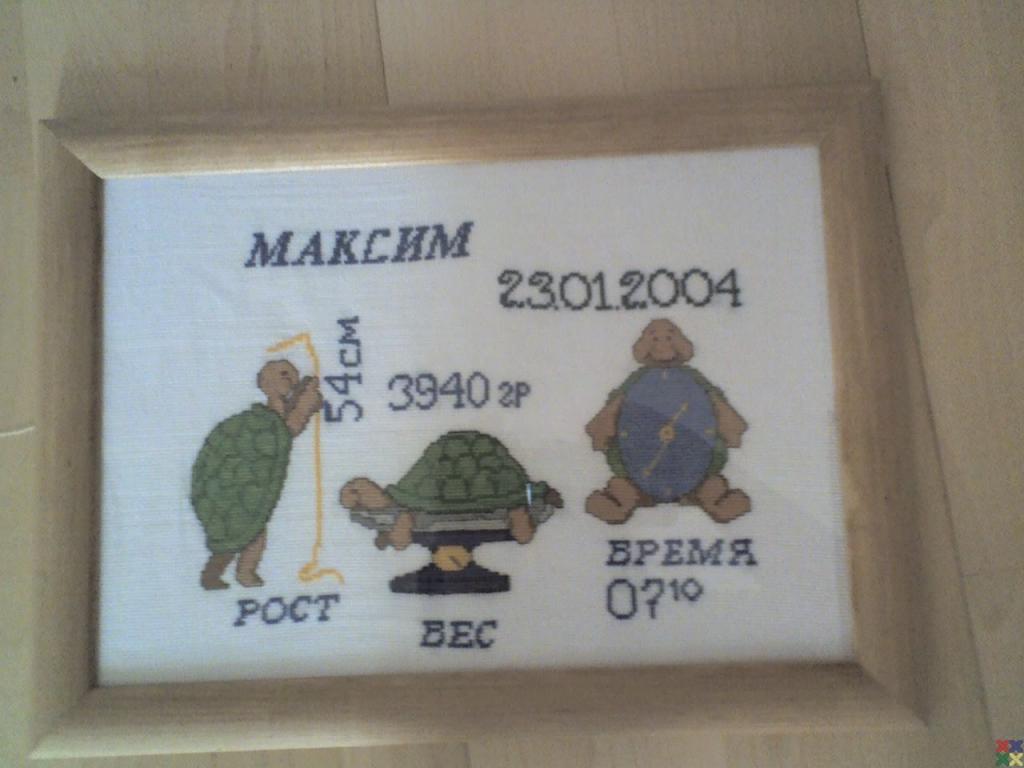 МАКСИМ
23.01.2004
54см
3940 гр
РОСТ
ВЕС
ВРЕМЯ
07¹⁰